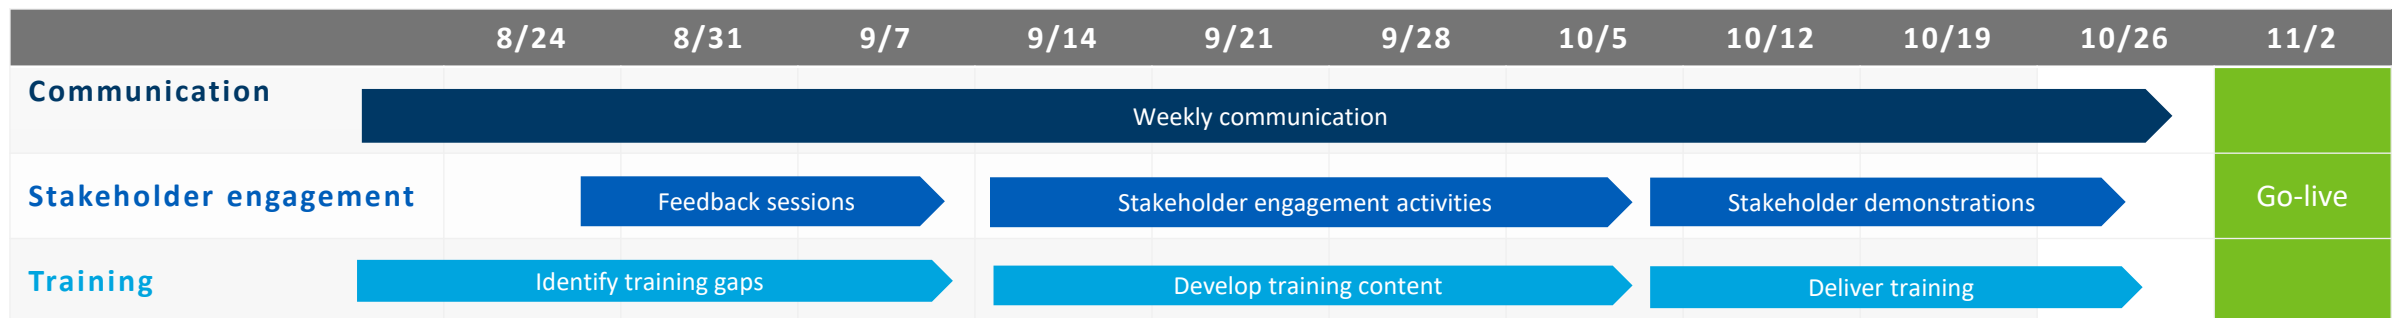 8/24 8/31 9/7 9/14 9/21 9/28 10/5 10/12 10/19 10/26 11/2
Communication
Weekly communication
Stakeholder engagement
Feedback sessions
Stakeholder engagement activities
Stakeholder demonstrations
Go-live
Training
Identify training gaps
Develop training content
Deliver training